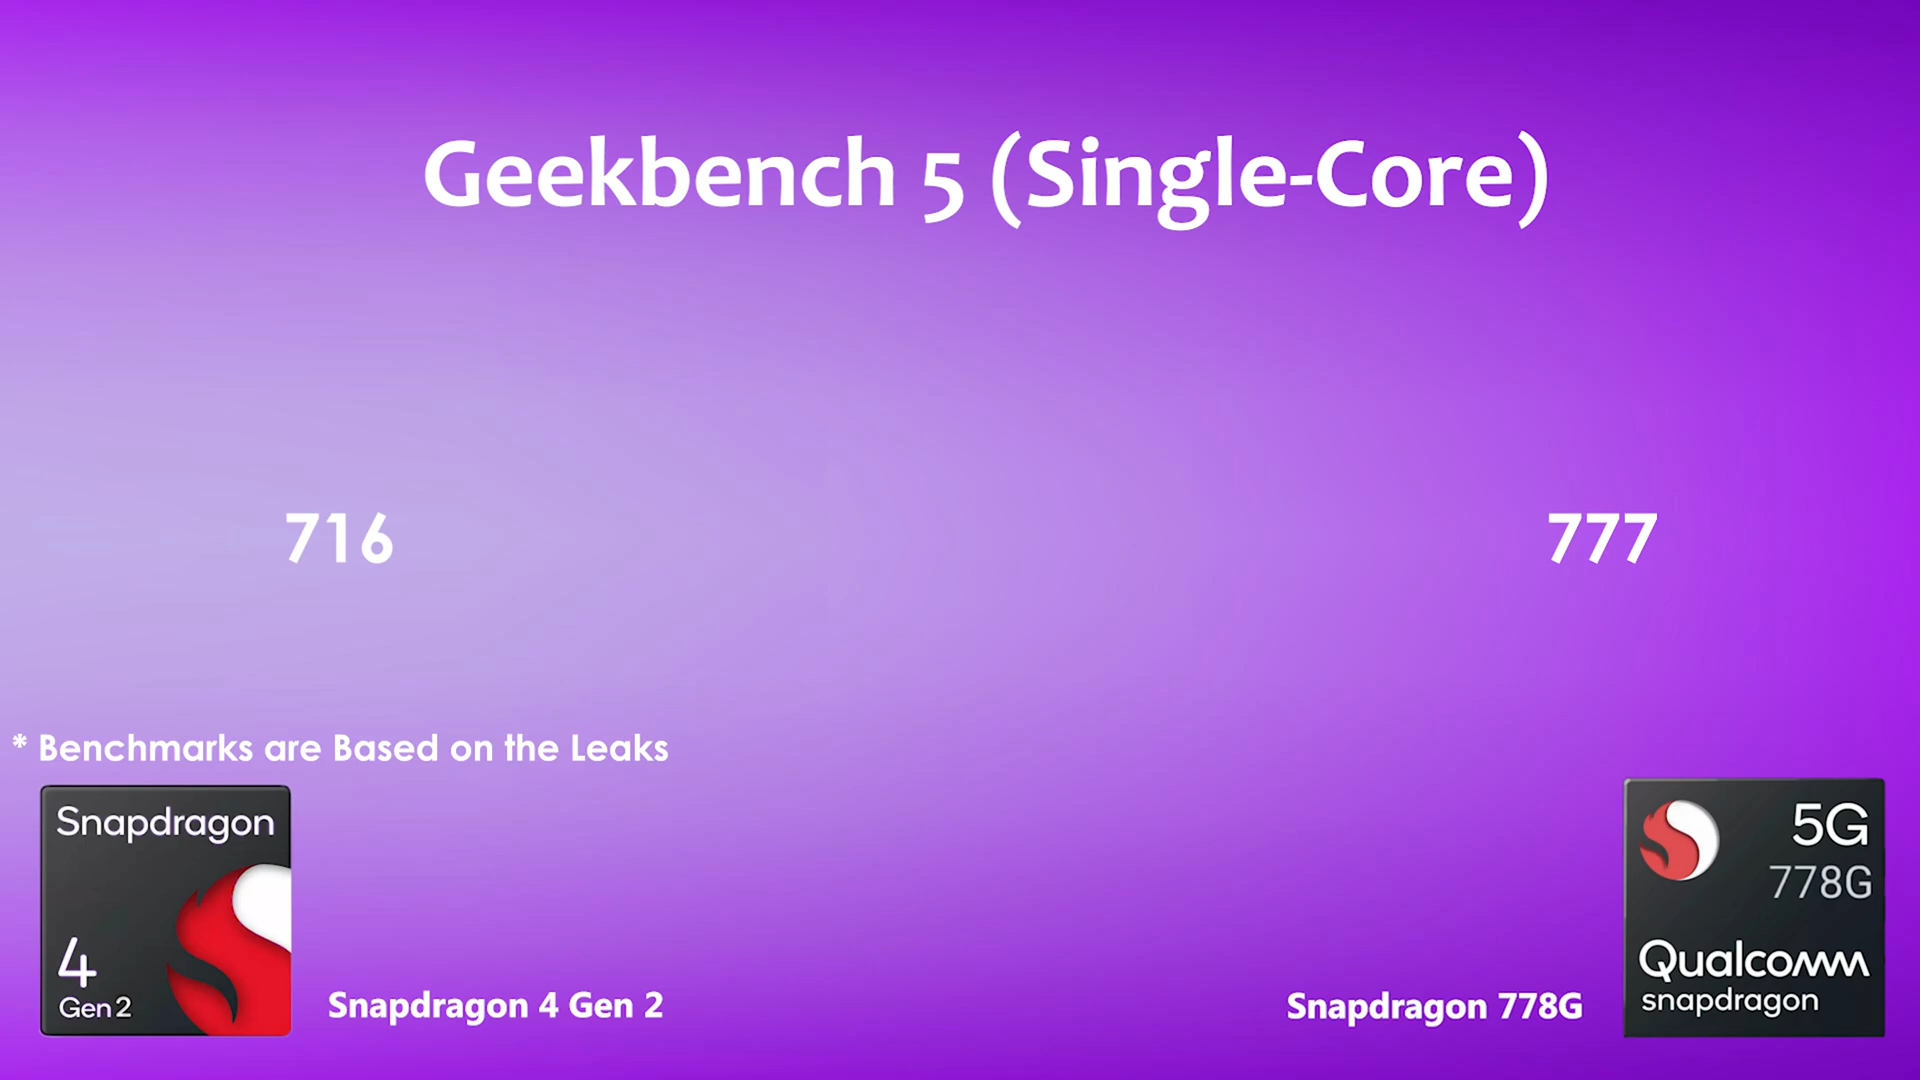 Geekbench 5 (Single-Core)
716
777
* Benchmarks are Based on the Leaks
Snapdragon
4
Gen 2
Snapdragon 4 Gen 2
Snapdragon 778G
5G
778G
Qualcomm
snapdragon